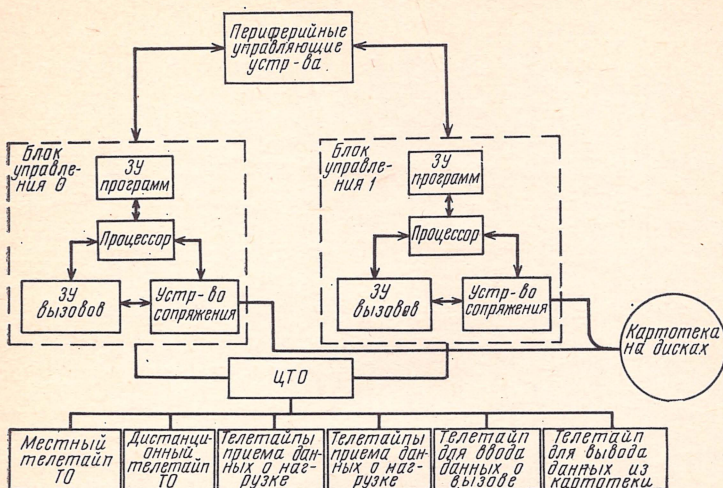 Периферийные
управляющие
устр-ва
Блок
управле-
ния 0
ЗУ
программ
Процессор
ЗУ
вызовов
Устр-во
сопряжения
Блок
управле-
ния 1
ЗУ
программ
Процессор
ЗУ
вызовов
Устр-во
сопряжения
Картотека
на дисках
ЦТО
Местный
телетайп
ТО
Дистанци-
онный
телетайп
ТО
Телетайпы
приема дан-
ных о наг-
рузке
Телетайпы
приема дан-
ных о наг-
рузке
Телетайп
для ввода
данных о
вызове
Телетайп
для вывода
данных из
картотеки